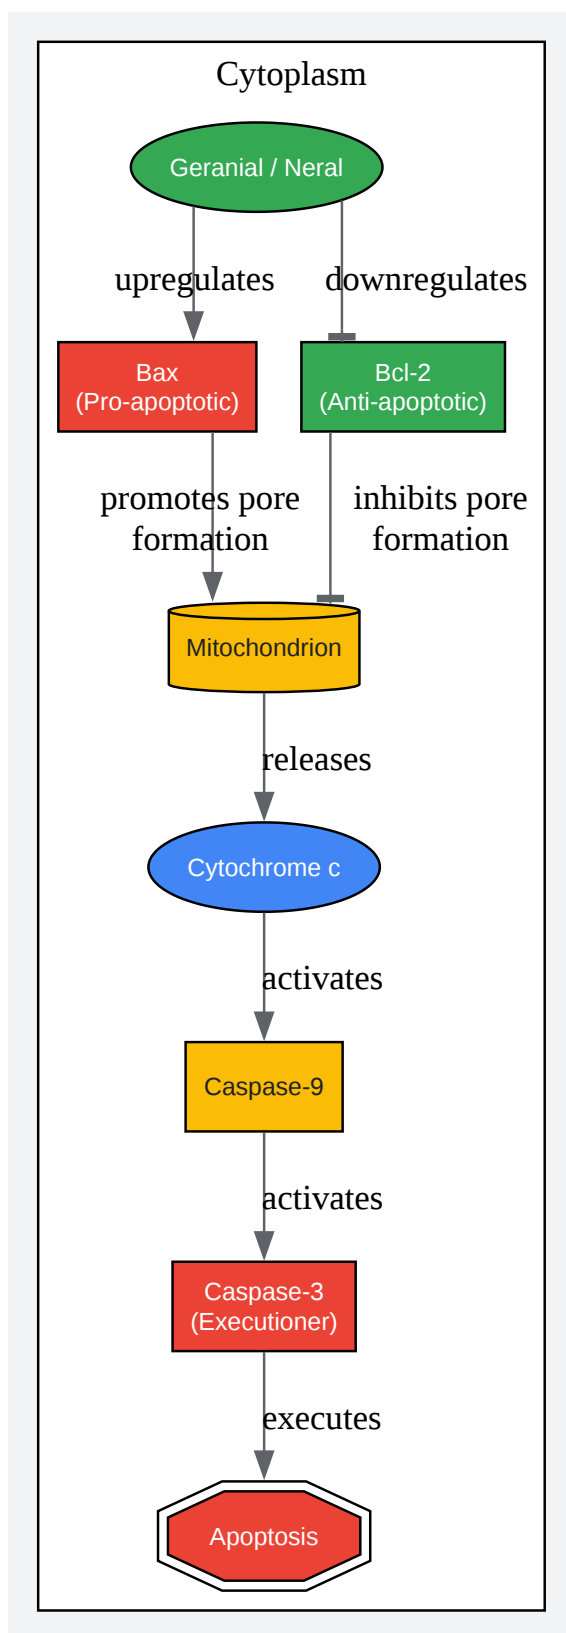 Cytoplasm
Geranial / Neral
upregulates
downregulates
Bax
(Pro-apoptotic)
Bcl-2
(Anti-apoptotic)
promotes pore
formation
inhibits pore
formation
Mitochondrion
releases
Cytochrome c
activates
Caspase-9
activates
Caspase-3
(Executioner)
executes
Apoptosis